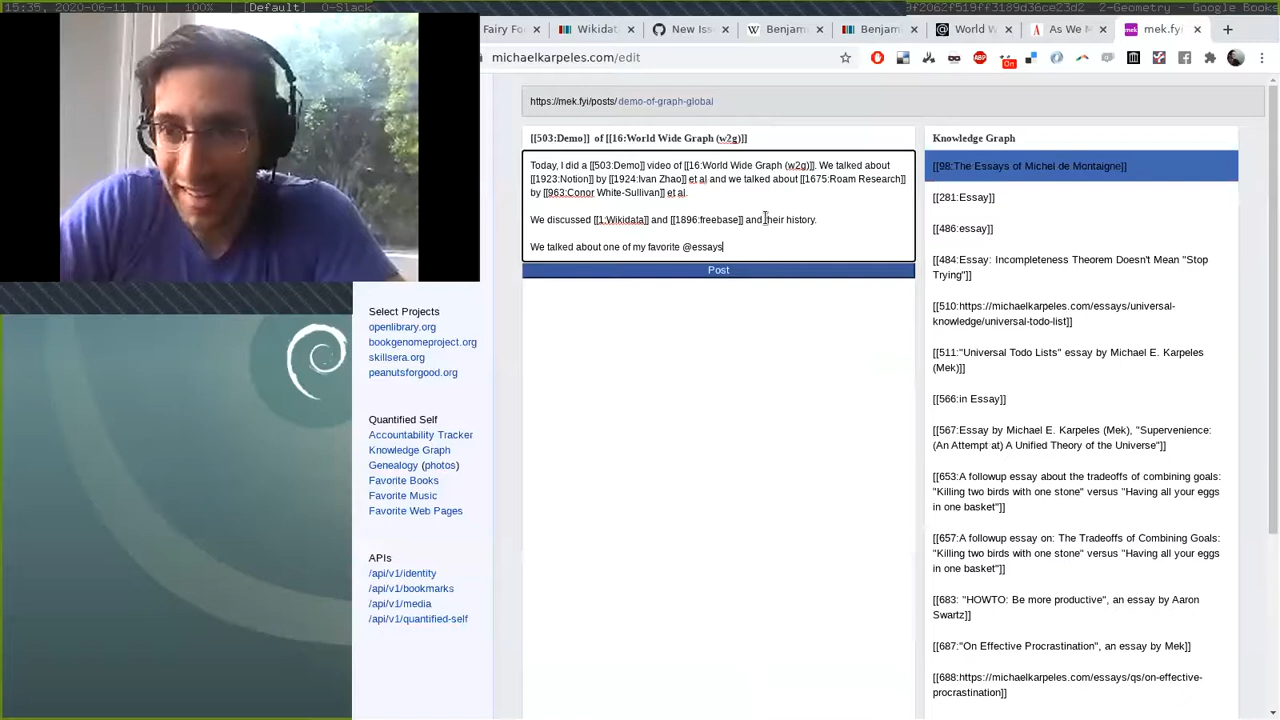 15:35, 2020-06-11 Thu | 100% | [Default] 0 Default
9f2062f519ff3189d36ce23d2 2-Geometry - Google Books
Fairy Foo
Wikidat
New Iss
Benjami
Benjami
World W
As We M
mek.fy
michaelkarpeles.com/edit
On
https://mek.fyi/posts/ demo-of-graph-global
[[503:Demo]] of [[16:World Wide Graph (w2g)]]
Today, I did a [[503:Demo]] video of [[16:World Wide Graph (w2g)]]. We talked about
[[1923:Notion]] by [[1924:Ivan Zhao]] et al and we talked about [[1675:Roam Research]]
by [[963:Conor White-Sullivan]] et al.
We discussed [[1:Wikidata]] and [[1896:freebase]] and their history.
We talked about one of my favorite @essays
Post
Knowledge Graph
[[98:The Essays of Michel de Montaigne]]
[[281:Essay]]
[[486:essay]]
[[484:Essay: Incompleteness Theorem Doesn't Mean "Stop
Trying"]]
[[510:https://michaelkarpeles.com/essays/universal-
knowledge/universal-todo-list]]
[[511:"Universal Todo Lists" essay by Michael E. Karpeles
(Mek)]]
[[566:in Essay]]
[[567:Essay by Michael E. Karpeles (Mek), "Supervenience:
(An Attempt at) A Unified Theory of the Universe"]]
[[653:A followup essay about the tradeoffs of combining goals:
"Killing two birds with one stone" versus "Having all your eggs
in one basket"]]
[[657:A followup essay on: The Tradeoffs of Combining Goals:
"Killing two birds with one stone" versus "Having all your eggs
in one basket"]]
[[683: "HOWTO: Be more productive", an essay by Aaron
Swartz]]
[[687:"On Effective Procrastination", an essay by Mek]]
[[688:https://michaelkarpeles.com/essays/qs/on-effective-
procrastination]]
Select Projects
openlibrary.org
bookgenomeproject.org
skillsera.org
peanutsforgood.org
Quantified Self
Accountability Tracker
Knowledge Graph
Genealogy (photos)
Favorite Books
Favorite Music
Favorite Web Pages
APIs
/api/v1/identity
/api/v1/bookmarks
/api/v1/media
/api/v1/quantified-self